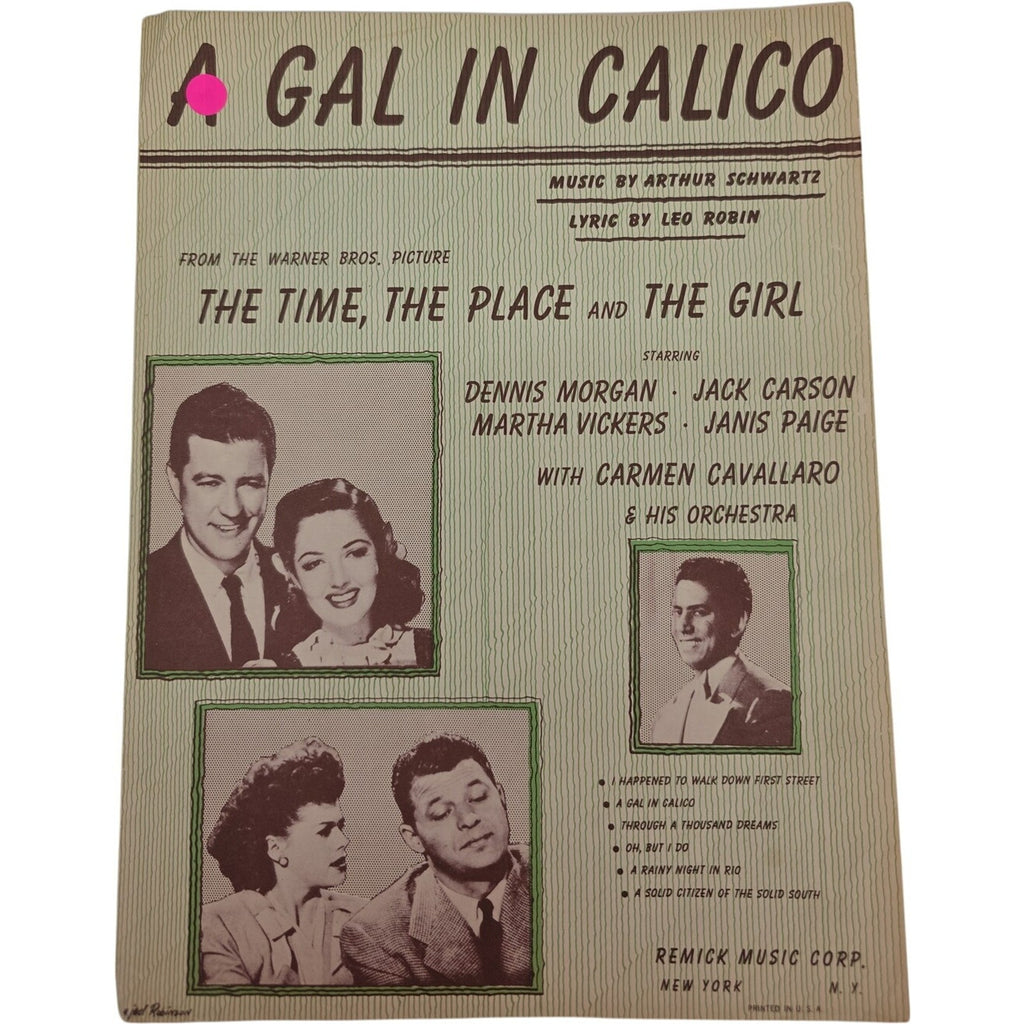 A GAL IN CALICO
MUSIC BY ARTHUR SCHWARTZ
LYRIC BY LEO ROBIN
FROM THE WARNER BROS. PICTURE
THE TIME, THE PLACE AND THE GIRL
STARRING
DENNIS MORGAN · JACK CARSON
MARTHA VICKERS · JANIS PAIGE
WITH CARMEN CAVALLARO
& HIS ORCHESTRA
• I HAPPENED TO WALK DOWN FIRST STREET
• A GAL IN CALICO
• THROUGH A THOUSAND DREAMS
• OH, BUT I DO
• A RAINY NIGHT IN RIO
• A SOLID CITIZEN OF THE SOLID SOUTH
REMICK MUSIC CORP.
NEW YORK N. Y.
PRINTED IN U. S. A.